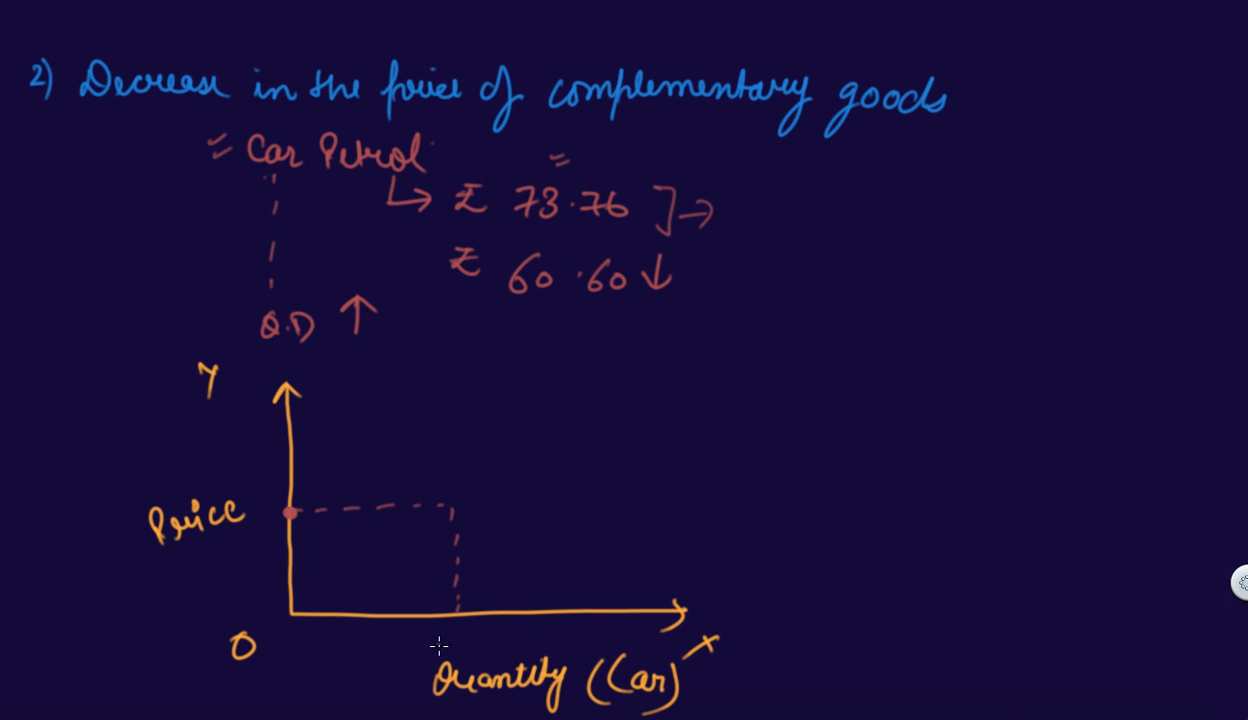 2) Decrease in the price of complementary goods
= Car Petrol =
↳ ₹ 73.76 ] →
₹ 60.60 ↓
Q.D ↑
Y
Price
O
X
Quantity (Car)